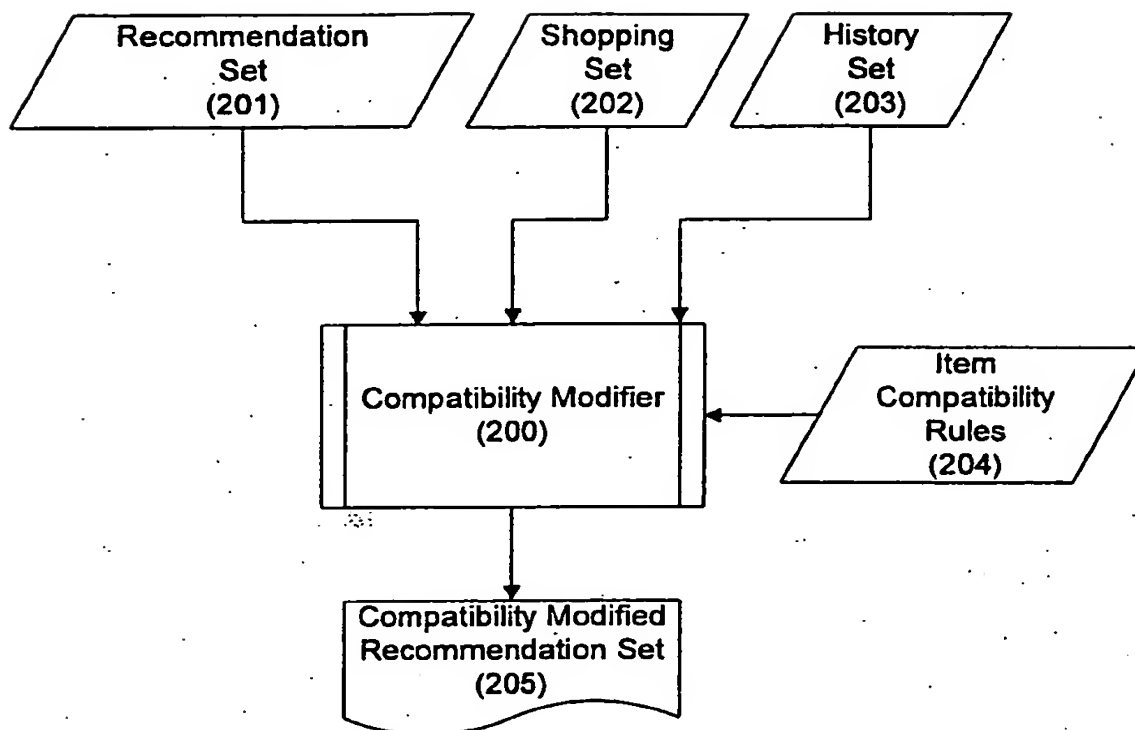 Recommendation
Set
(201)
Shopping
Set
(202)
History
Set
(203)
Compatibility Modifier
(200)
Item
Compatibility
Rules
(204)
Compatibility Modified
Recommendation Set
(205)